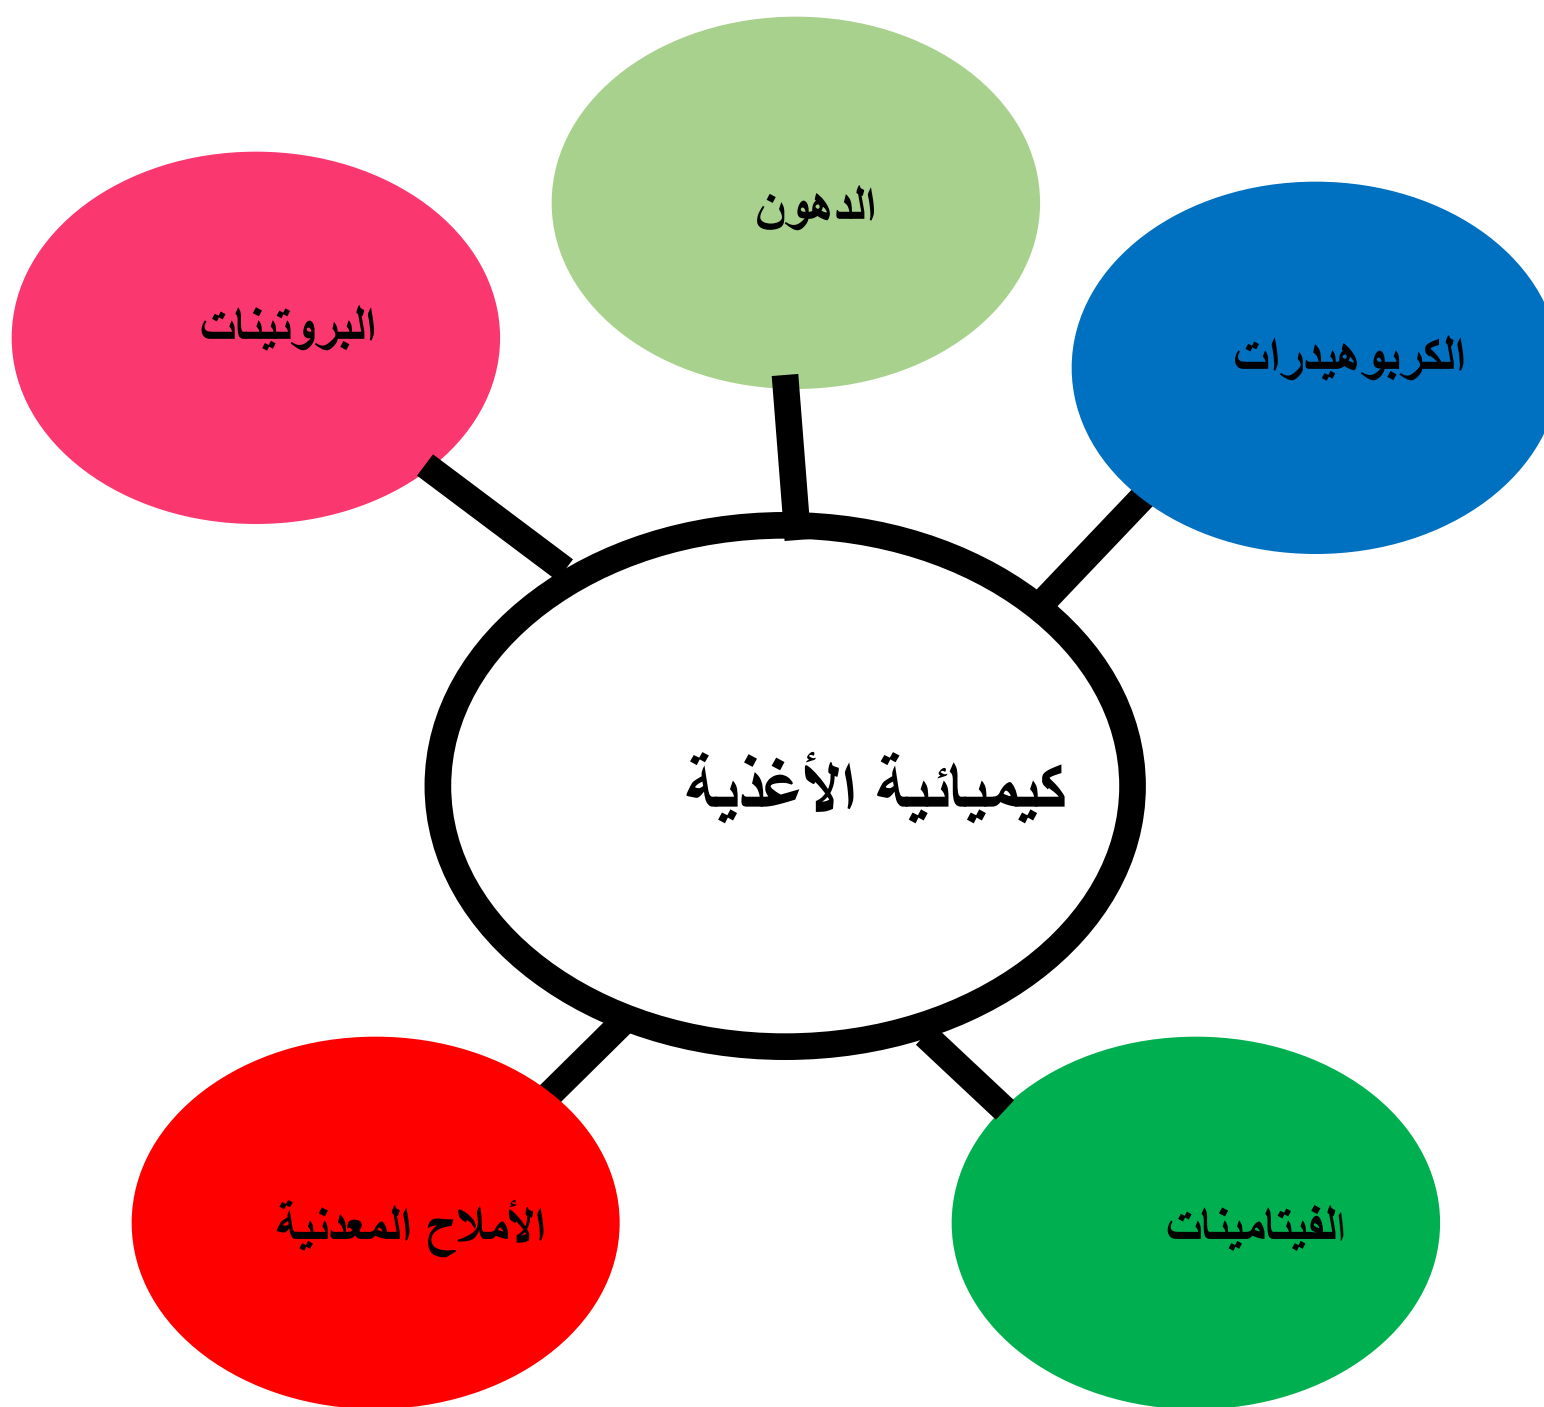 الدهون
الكربوهيدرات
البروتينات
كيميائية الأغذية
الفيتامينات
الأملاح المعدنية